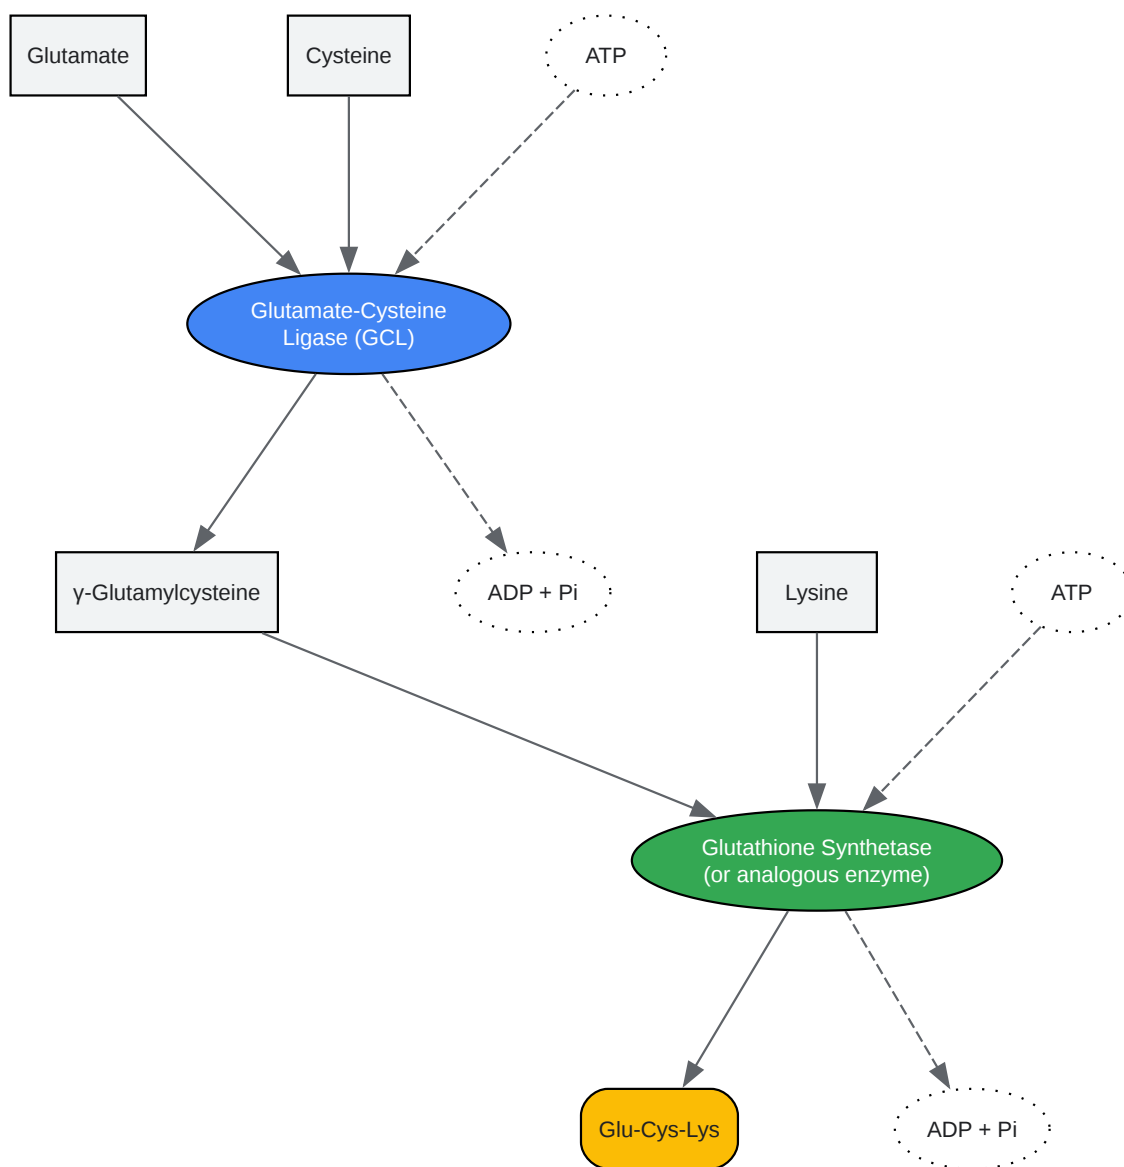 Glutamate
Cysteine
ATP
Glutamate-Cysteine
Ligase (GCL)
γ-Glutamylcysteine
ADP + Pi
Lysine
ATP
Glutathione Synthetase
(or analogous enzyme)
Glu-Cys-Lys
ADP + Pi